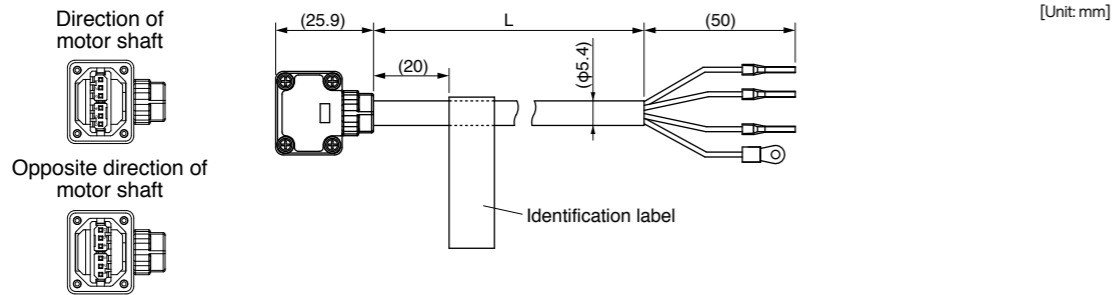 [Unit: mm]
Direction of
motor shaft
(25.9)
L
(50)
(20)
(φ5.4)
Opposite direction of
motor shaft
Identification label